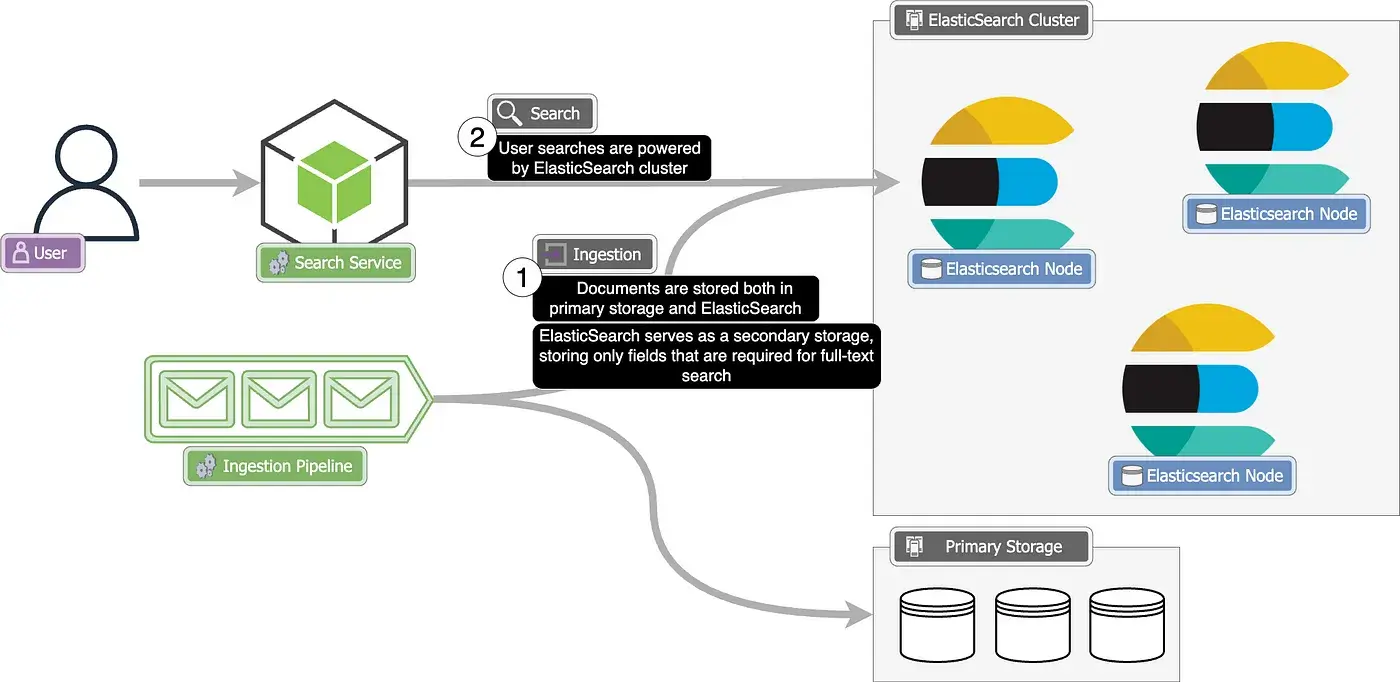 ElasticSearch Cluster
Search
2
User searches are powered
by ElasticSearch cluster
User
Search Service
Elasticsearch Node
Elasticsearch Node
Ingestion
1
Documents are stored both in
primary storage and ElasticSearch
ElasticSearch serves as a secondary storage,
storing only fields that are required for full-text
search
Ingestion Pipeline
Elasticsearch Node
Primary Storage